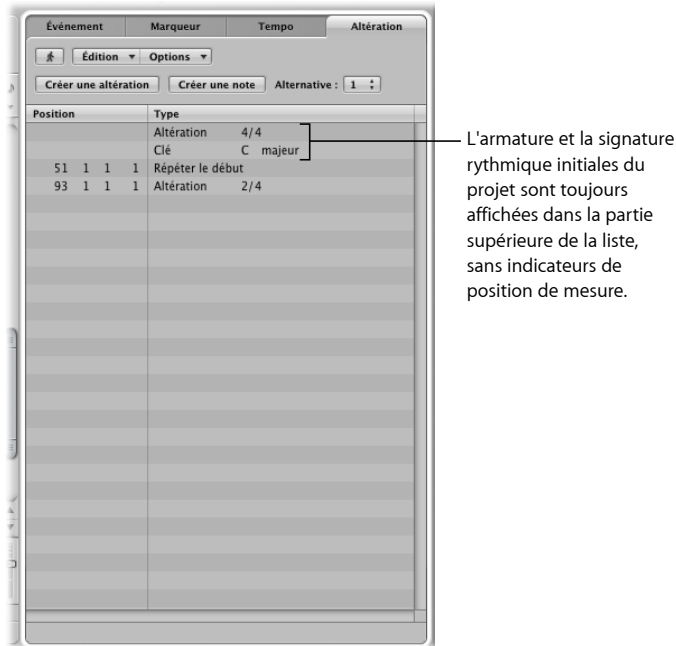 Événement Marqueur Tempo Altération
Édition Options
Créer une altération Créer une note Alternative : 1
Position Type
Altération 4/4
Clé C majeur
51 1 1 1 Répéter le début
93 1 1 1 Altération 2/4
L'armature et la signature
rythmique initiales du
projet sont toujours
affichées dans la partie
supérieure de la liste,
sans indicateurs de
position de mesure.